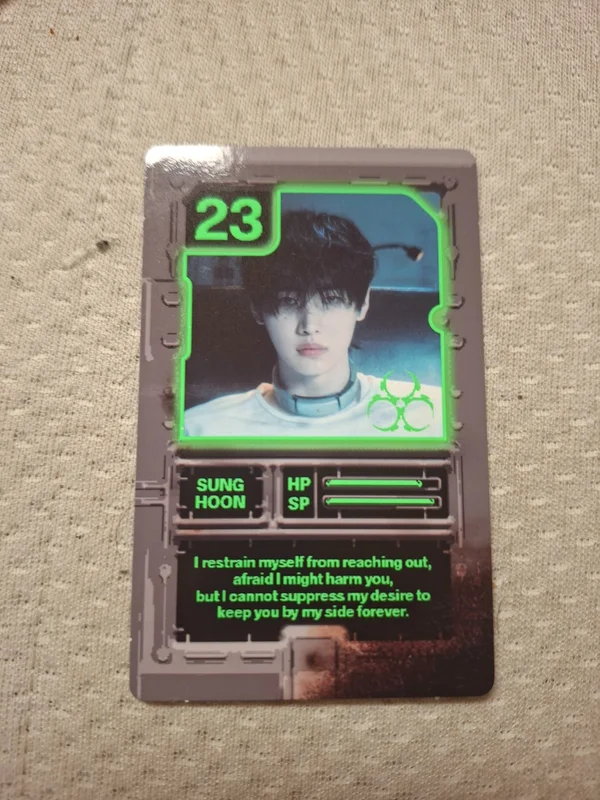 23
SUNG
HOON
HP
SP
I restrain myself from reaching out,
afraid I might harm you,
but I cannot suppress my desire to
keep you by my side forever.